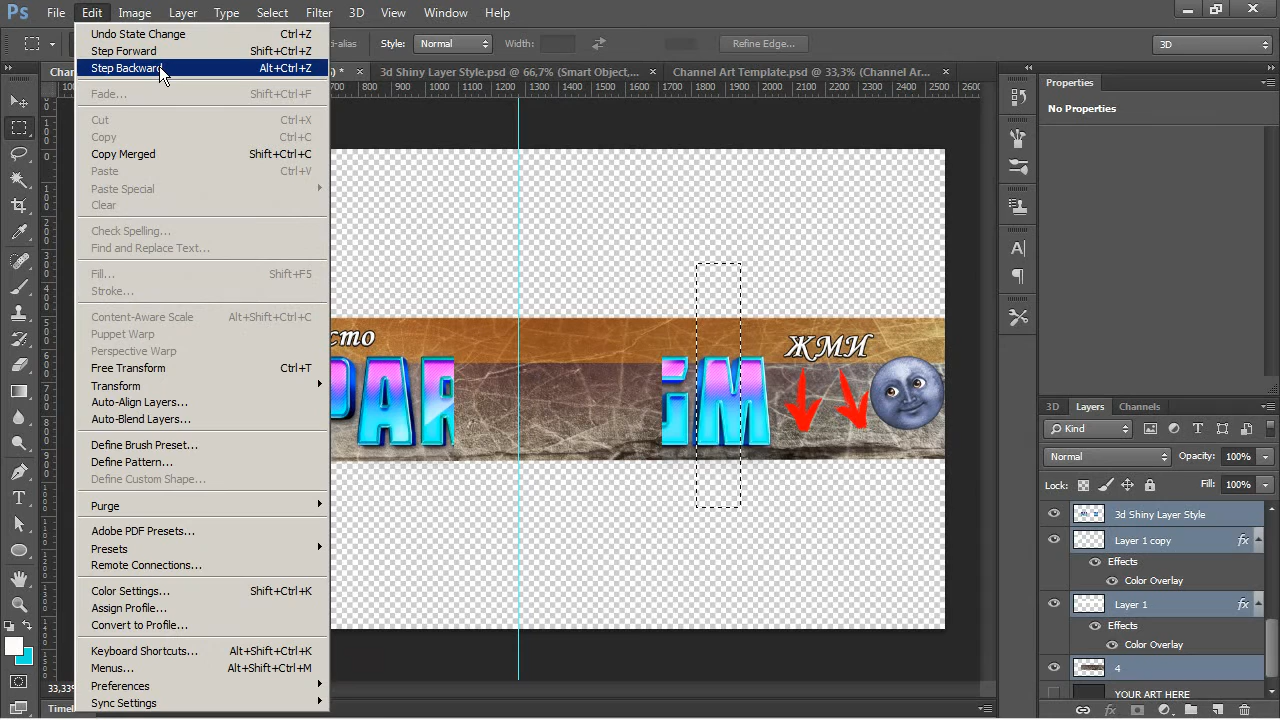 Ps File Edit Image Layer Type Select Filter 3D View Window Help
Style: Normal Width: Refine Edge... 3D
3d Shiny Layer Style.psd @ 66,7% (Smart Object,... × Channel Art Template.psd @ 33,3% (Channel Ar... ×
700 800 900 1000 1100 1200 1300 1400 1500 1600 1700 1800 1900 2000 2100 2200 2300 2400 2500
Undo State Change Ctrl+Z
Step Forward Shift+Ctrl+Z
Step Backward Alt+Ctrl+Z
Fade... Shift+Ctrl+F
Cut Ctrl+X
Copy Ctrl+C
Copy Merged Shift+Ctrl+C
Paste Ctrl+V
Paste Special
Clear
Check Spelling...
Find and Replace Text...
Fill... Shift+F5
Stroke...
Content-Aware Scale Alt+Shift+Ctrl+C
Puppet Warp
Perspective Warp
Free Transform Ctrl+T
Transform
Auto-Align Layers...
Auto-Blend Layers...
Define Brush Preset...
Define Pattern...
Define Custom Shape...
Purge
Adobe PDF Presets...
Presets
Remote Connections...
Color Settings... Shift+Ctrl+K
Assign Profile...
Convert to Profile...
Keyboard Shortcuts... Alt+Shift+Ctrl+K
Menus... Alt+Shift+Ctrl+M
Preferences
Sync Settings
ЖМИ
Properties
No Properties
3D Layers Channels
Kind
Normal Opacity: 100%
Lock: Fill: 100%
3d Shiny Layer Style
Layer 1 copy fx
Effects
Color Overlay
Layer 1 fx
Effects
Color Overlay
4
YOUR ART HERE